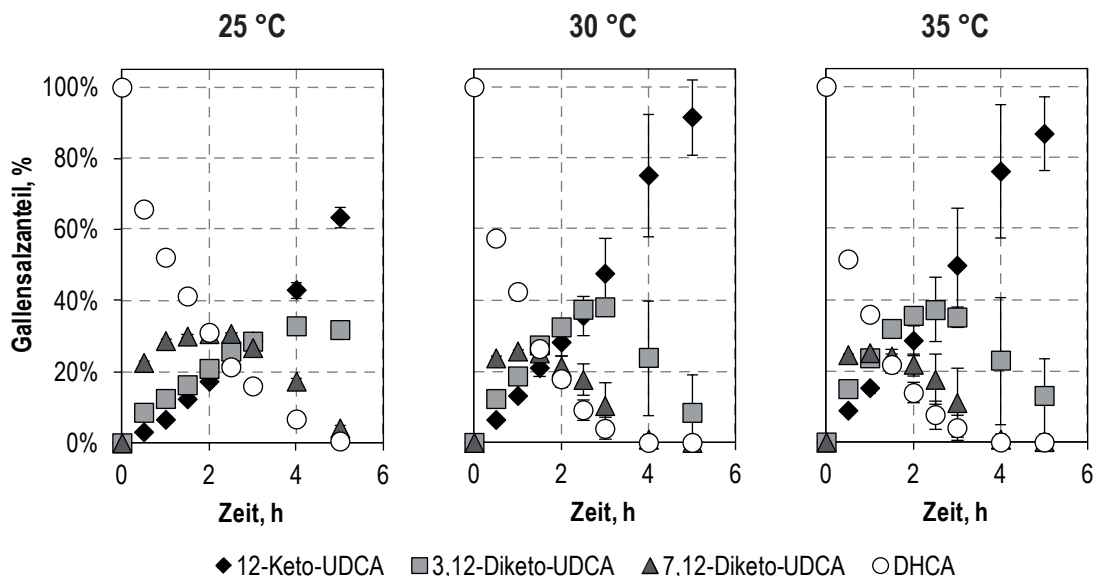 25 °C 30 °C 35 °C
100%
80%
60%
40%
20%
0%
Gallensalzanteil, %
0 2 4 6 0 2 4 6 0 2 4 6
Zeit, h Zeit, h Zeit, h
12-Keto-UDCA 3,12-Diketo-UDCA 7,12-Diketo-UDCA DHCA